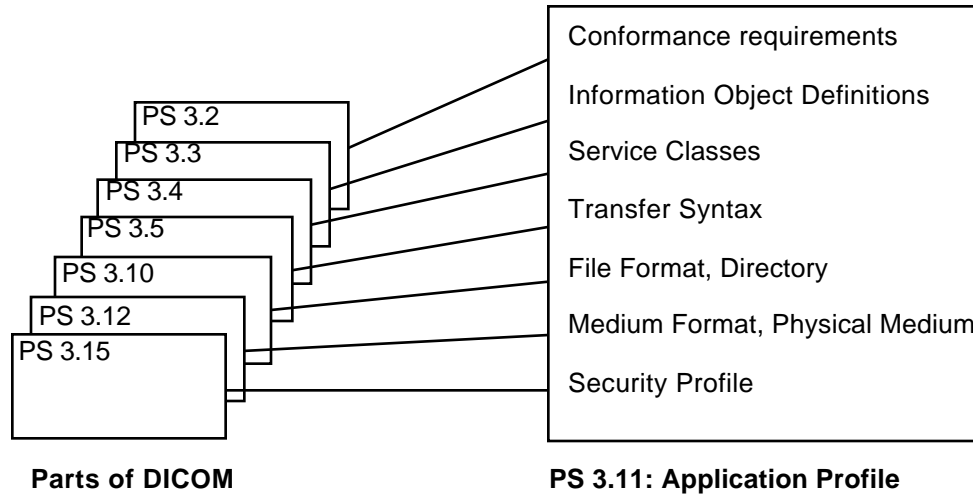 Conformance requirements
Information Object Definitions
Service Classes
Transfer Syntax
File Format, Directory
Medium Format, Physical Medium
Security Profile
PS 3.2
PS 3.3
PS 3.4
PS 3.5
PS 3.10
PS 3.12
PS 3.15
Parts of DICOM
PS 3.11: Application Profile